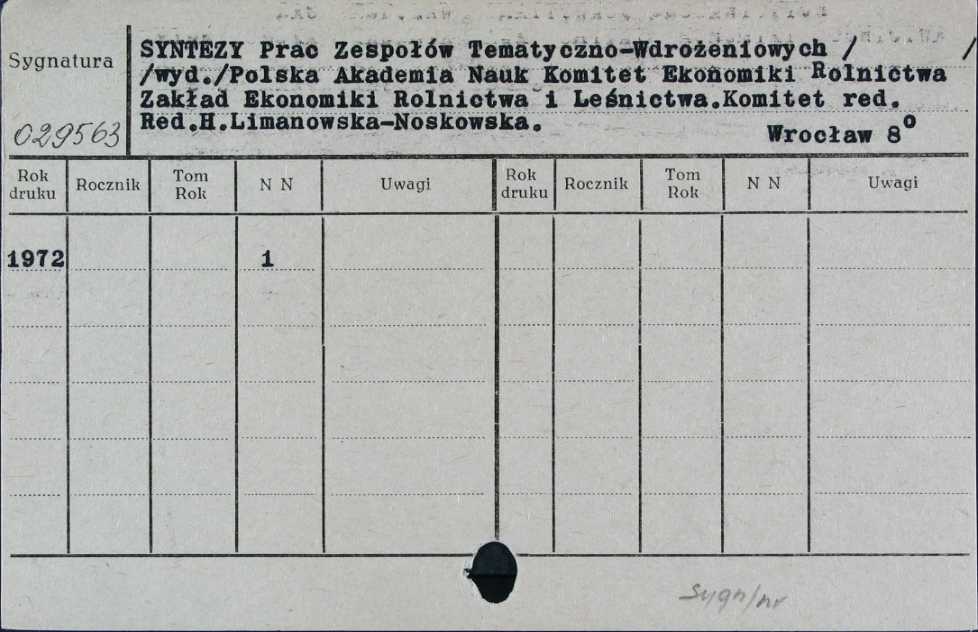 Sygnatura
029563
SYNTEZY Prac Zespołów Tematyczno-Wdrożeniowych / /
/wyd./Polska Akademia Nauk Komitet Ekonomiki Rolnictwa
Zakład Ekonomiki Rolnictwa i Leśnictwa.Komitet red.
Red.H.Limanowska-Noskowska.
Wrocław 8°
Rok druku Rocznik Tom Rok N N Uwagi Rok druku Rocznik Tom Rok N N Uwagi
1972 1
Sygn/nr